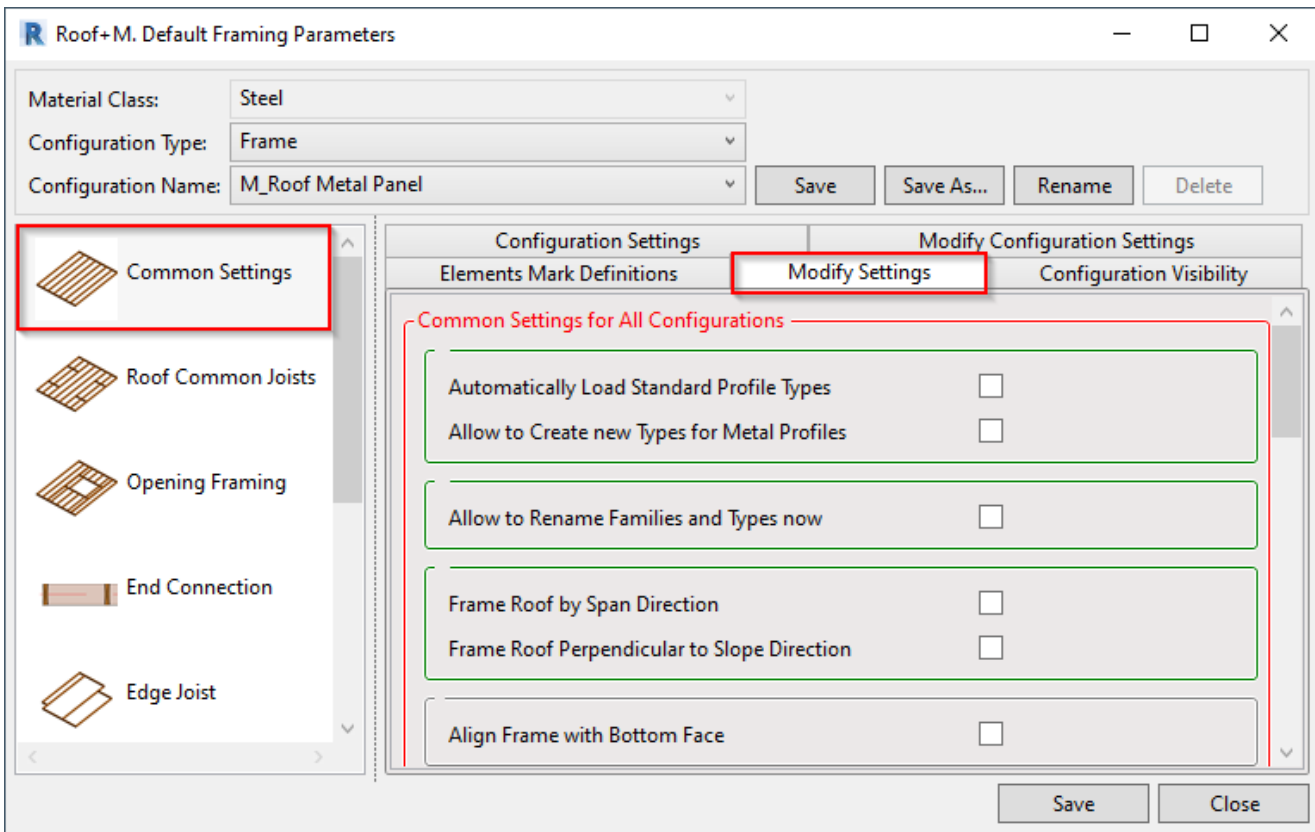 Roof+M. Default Framing Parameters
Material Class: Steel
Configuration Type: Frame
Configuration Name: M_Roof Metal Panel Save Save As... Rename Delete
Common Settings
Roof Common Joists
Opening Framing
End Connection
Edge Joist
Configuration Settings Modify Configuration Settings
Elements Mark Definitions Modify Settings Configuration Visibility
Common Settings for All Configurations
Automatically Load Standard Profile Types
Allow to Create new Types for Metal Profiles
Allow to Rename Families and Types now
Frame Roof by Span Direction
Frame Roof Perpendicular to Slope Direction
Align Frame with Bottom Face
Save Close